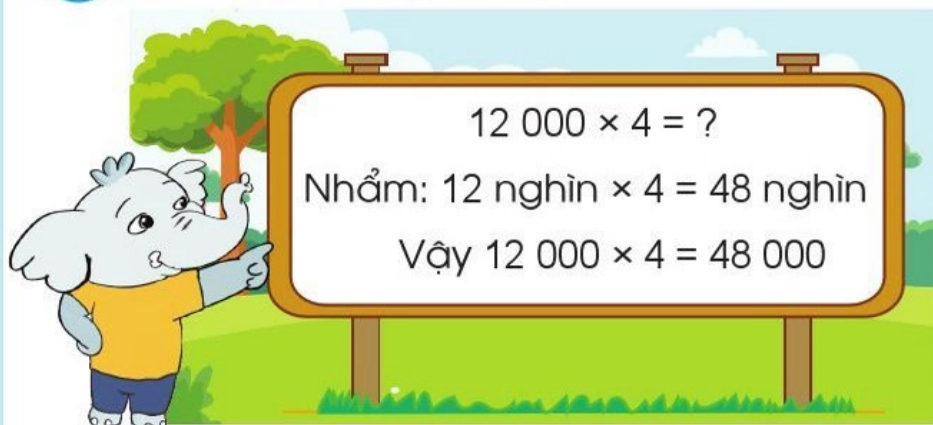 12 000 × 4 = ?
Nhẩm: 12 nghìn × 4 = 48 nghìn
Vậy 12 000 × 4 = 48 000